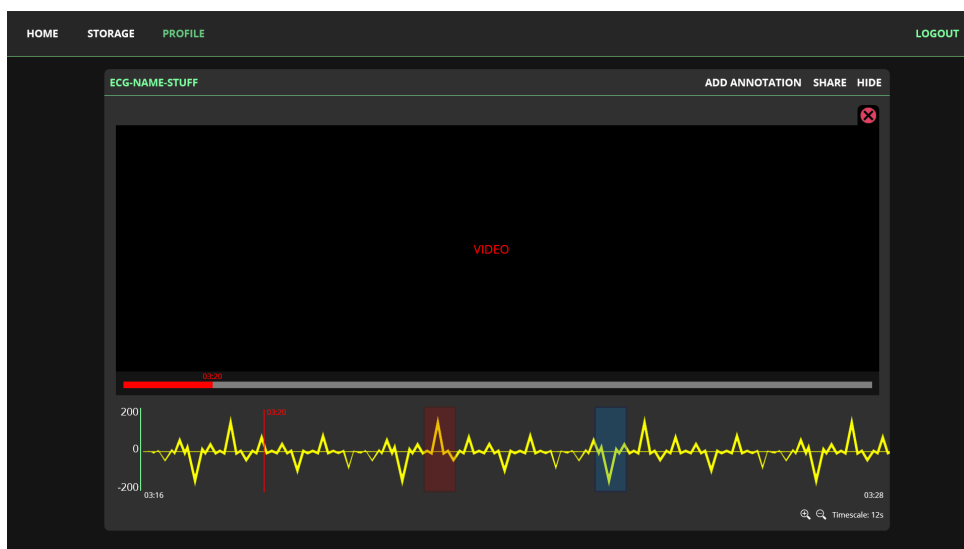 HOME STORAGE PROFILE LOGOUT
ECG-NAME-STUFF ADD ANNOTATION SHARE HIDE
VIDEO
03:20
200 03:20
0
-200
03:16 03:28
Timescale: 12s